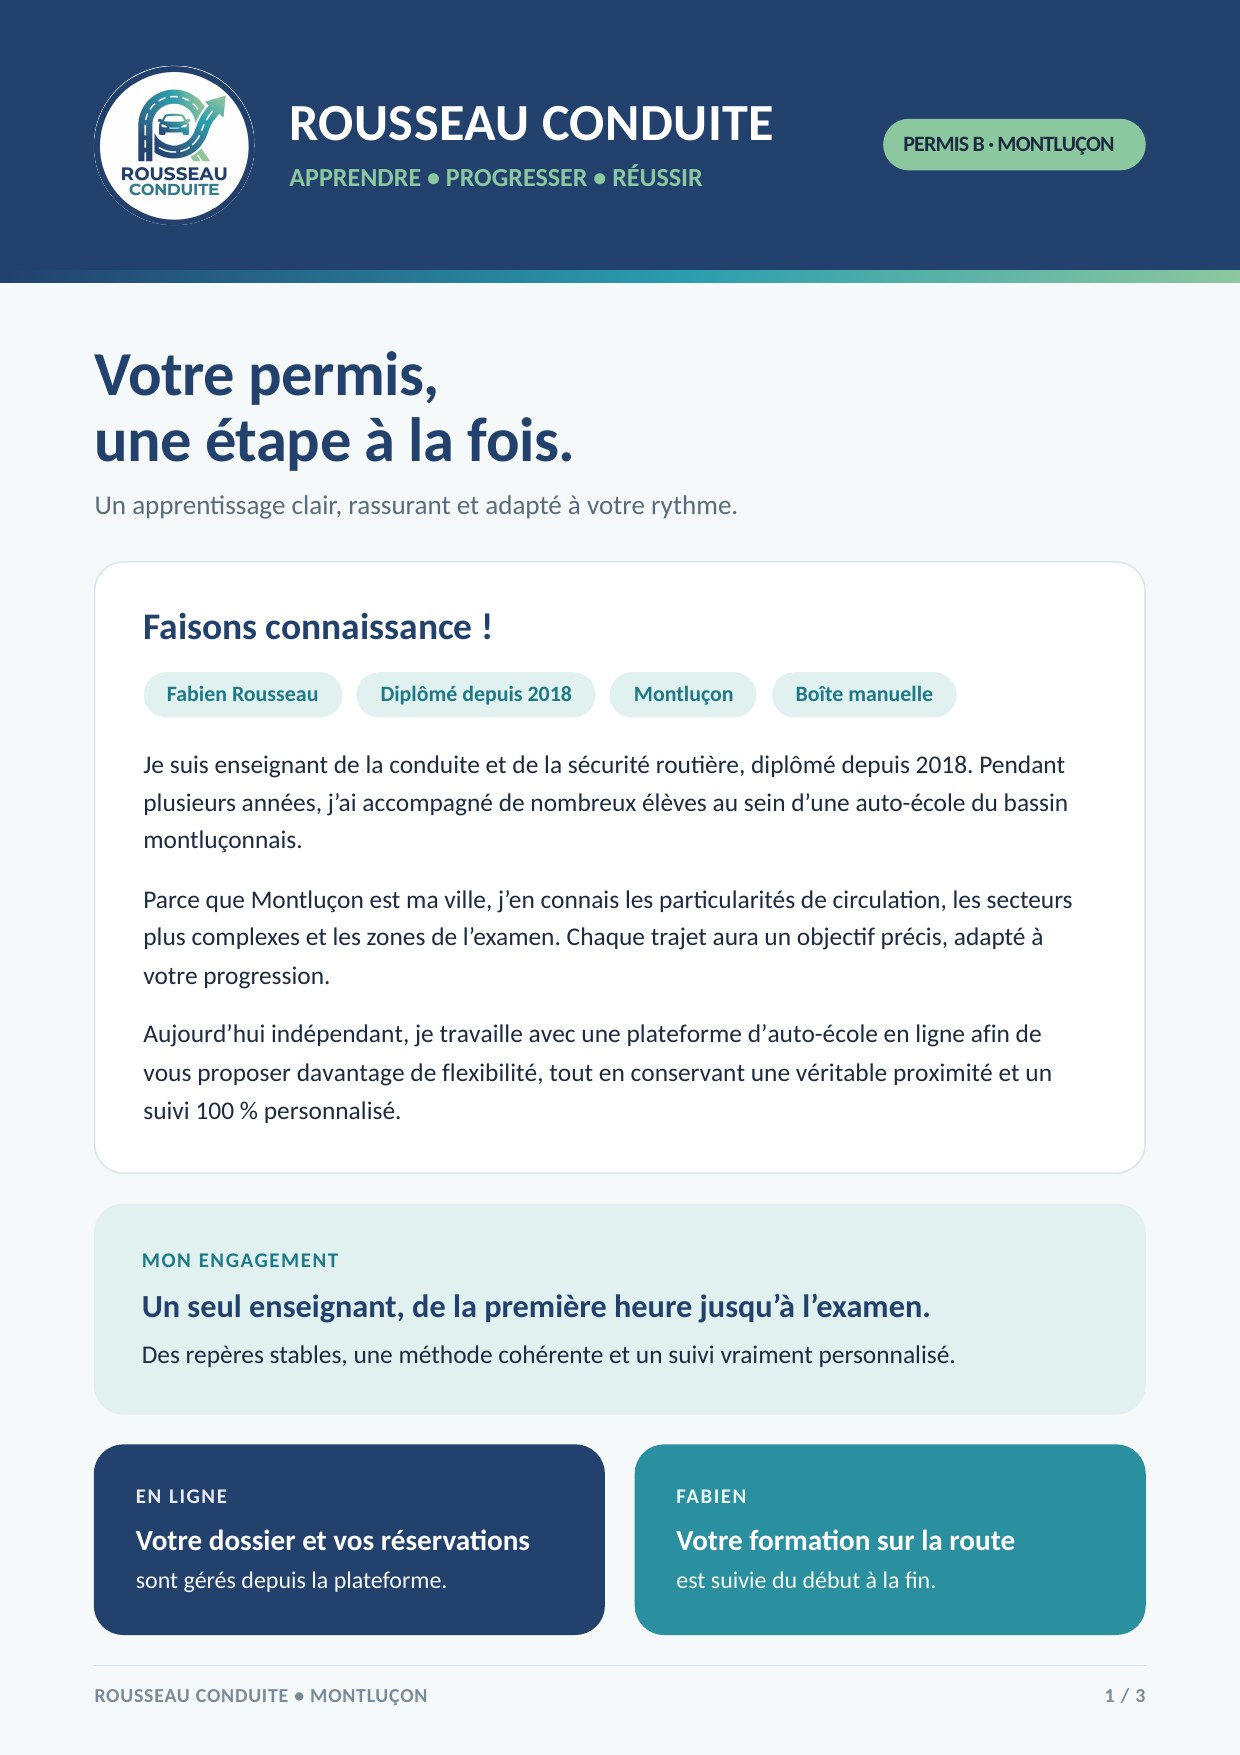 ROUSSEAU
CONDUITE
ROUSSEAU CONDUITE
APPRENDRE ● PROGRESSER ● RÉUSSIR
PERMIS B · MONTLUÇON
Votre permis,
une étape à la fois.
Un apprentissage clair, rassurant et adapté à votre rythme.
Faisons connaissance !
Fabien Rousseau
Diplômé depuis 2018
Montluçon
Boîte manuelle
Je suis enseignant de la conduite et de la sécurité routière, diplômé depuis 2018. Pendant
plusieurs années, j’ai accompagné de nombreux élèves au sein d’une auto-école du bassin
montluçonnais.
Parce que Montluçon est ma ville, j’en connais les particularités de circulation, les secteurs
plus complexes et les zones de l’examen. Chaque trajet aura un objectif précis, adapté à
votre progression.
Aujourd’hui indépendant, je travaille avec une plateforme d’auto-école en ligne afin de
vous proposer davantage de flexibilité, tout en conservant une véritable proximité et un
suivi 100 % personnalisé.
MON ENGAGEMENT
Un seul enseignant, de la première heure jusqu’à l’examen.
Des repères stables, une méthode cohérente et un suivi vraiment personnalisé.
EN LIGNE
Votre dossier et vos réservations
sont gérés depuis la plateforme.
FABIEN
Votre formation sur la route
est suivie du début à la fin.
ROUSSEAU CONDUITE ● MONTLUÇON
1 / 3